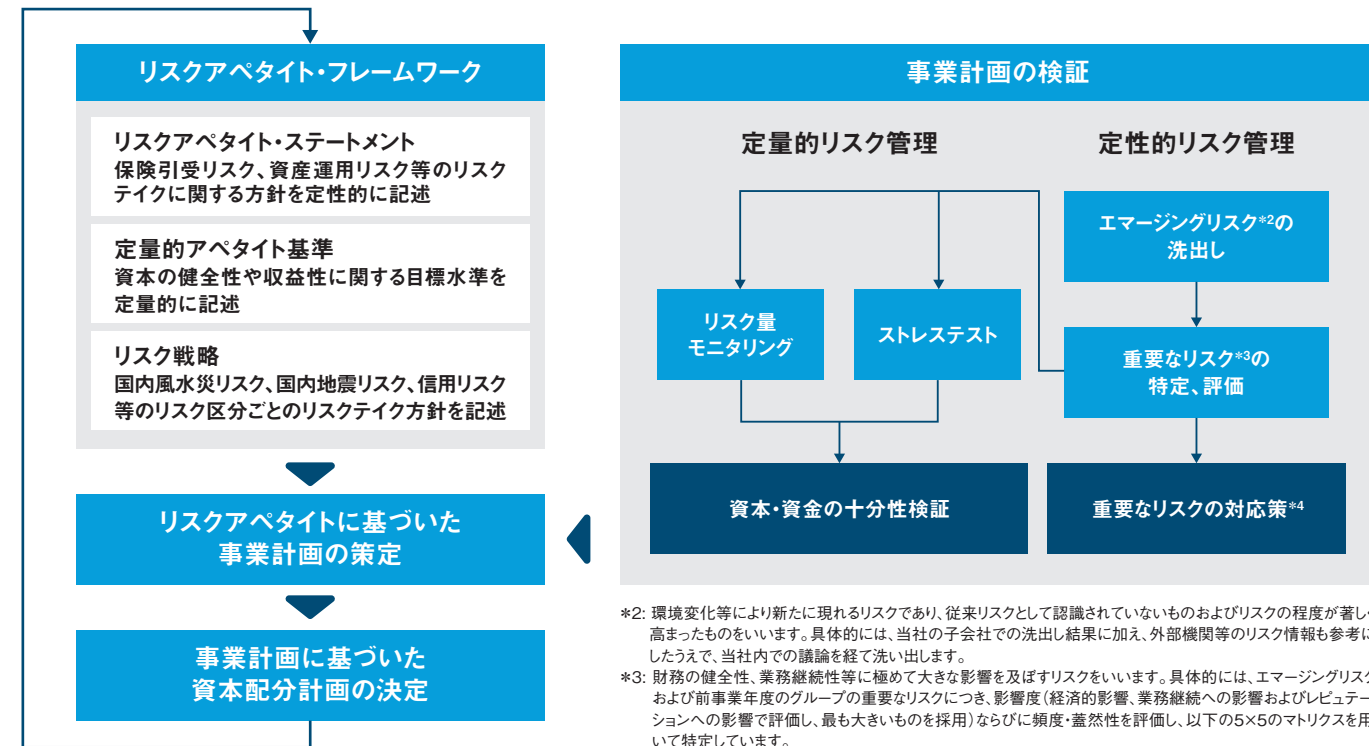 リスクアペタイト・フレームワーク
リスクアペタイト・ステートメント
保険引受リスク、資産運用リスク等のリスク
テイクに関する方針を定性的に記述
定量的アペタイト基準
資本の健全性や収益性に関する目標水準を
定量的に記述
リスク戦略
国内風水災リスク、国内地震リスク、信用リスク
等のリスク区分ごとのリスクテイク方針を記述
リスクアペタイトに基づいた
事業計画の策定
事業計画に基づいた
資本配分計画の決定
事業計画の検証
定量的リスク管理
定性的リスク管理
エマージングリスク*2の
洗出し
リスク量
モニタリング
ストレステスト
重要なリスク*3の
特定、評価
資本・資金の十分性検証
重要なリスクの対応策*4
*2: 環境変化等により新たに現れるリスクであり、従来リスクとして認識されていないものおよびリスクの程度が著し
高まったものをいいます。具体的には、当社の子会社での洗出し結果に加え、外部機関等のリスク情報も参考に
したうえで、当社内での議論を経て洗い出します。
*3: 財務の健全性、業務継続性等に極めて大きな影響を及ぼすリスクをいいます。具体的には、エマージングリスク
および前事業年度のグループの重要なリスクにつき、影響度（経済的影響、業務継続への影響およびレピュテー
ションへの影響で評価し、最も大きいものを採用）ならびに頻度・蓋然性を評価し、以下の5×5のマトリクスを用
いて特定しています。